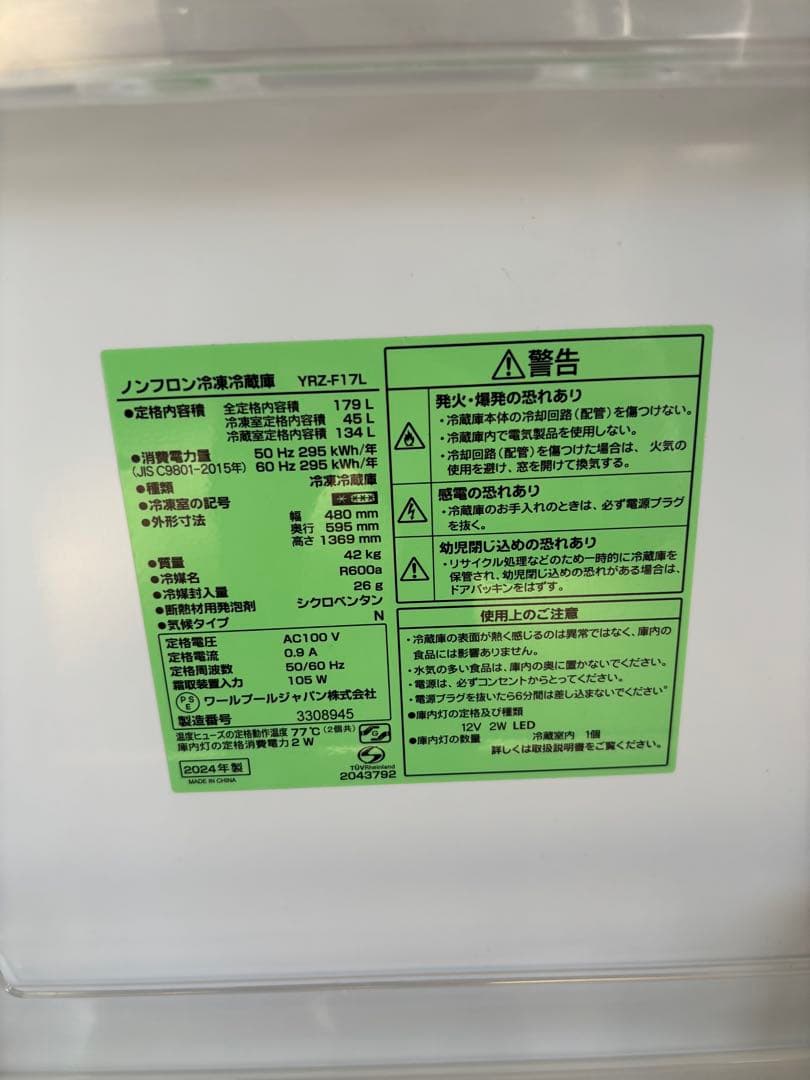 ノンフロン冷凍冷蔵庫 YRZ-F17L
●定格内容積 全定格内容積 179 L
冷凍室定格内容積 45 L
冷蔵室定格内容積 134 L
●消費電力量 50 Hz 295 kWh/年
(JIS C9801-2015年) 60 Hz 295 kWh/年
●種類 冷凍冷蔵庫
●冷凍室の記号 * ***
●外形寸法 幅 480 mm
奥行 595 mm
高さ 1369 mm
●質量 42 kg
●冷媒名 R600a
●冷媒封入量 26 g
●断熱材用発泡剤 シクロペンタン
●気候タイプ N
定格電圧 AC100 V
定格電流 0.9 A
定格周波数 50/60 Hz
霜取装置入力 105 W
PSE ワールプールジャパン株式会社
製造番号 3308945
温度ヒューズの定格動作温度 77℃ (2個共)
庫内灯の定格消費電力 2 W
G
S
TÜVRheinland
2024年製
2043792
MADE IN CHINA
警告
発火・爆発の恐れあり
・冷蔵庫本体の冷却回路(配管)を傷つけない。
・冷蔵庫内で電気製品を使用しない。
・冷却回路(配管)を傷つけた場合は、火気の
使用を避け、窓を開けて換気する。
感電の恐れあり
・冷蔵庫のお手入れのときは、必ず電源プラグ
を抜く。
幼児閉じ込めの恐れあり
・リサイクル処理などのため一時的に冷蔵庫を
保管され、幼児閉じ込めの恐れがある場合は、
ドアパッキンをはずす。
使用上のご注意
・冷蔵庫の表面が熱く感じるのは異常ではなく、庫内の
食品には影響ありません。
・水気の多い食品は、庫内の奥に置かないでください。
・電源は、必ずコンセントからとってください。
・電源プラグを抜いたら6分間は差し込まないでください。
●庫内灯の定格及び種類
12V 2W LED
●庫内灯の数量 冷蔵室内 1個
詳しくは取扱説明書をご覧ください。